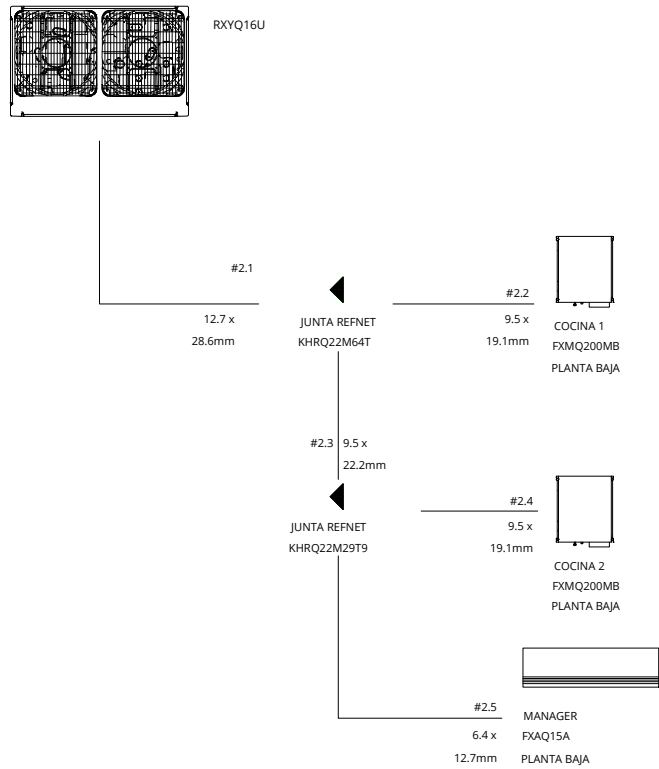 RXYQ16U
#2.1
12.7 x
28.6mm
JUNTA REFNET
KHRQ22M64T
#2.2
9.5 x
19.1mm
COCINA 1
FXMQ200MB
PLANTA BAJA
#2.3
9.5 x
22.2mm
JUNTA REFNET
KHRQ22M29T9
#2.4
9.5 x
19.1mm
COCINA 2
FXMQ200MB
PLANTA BAJA
#2.5
6.4 x
12.7mm
MANAGER
FXAQ15A
PLANTA BAJA